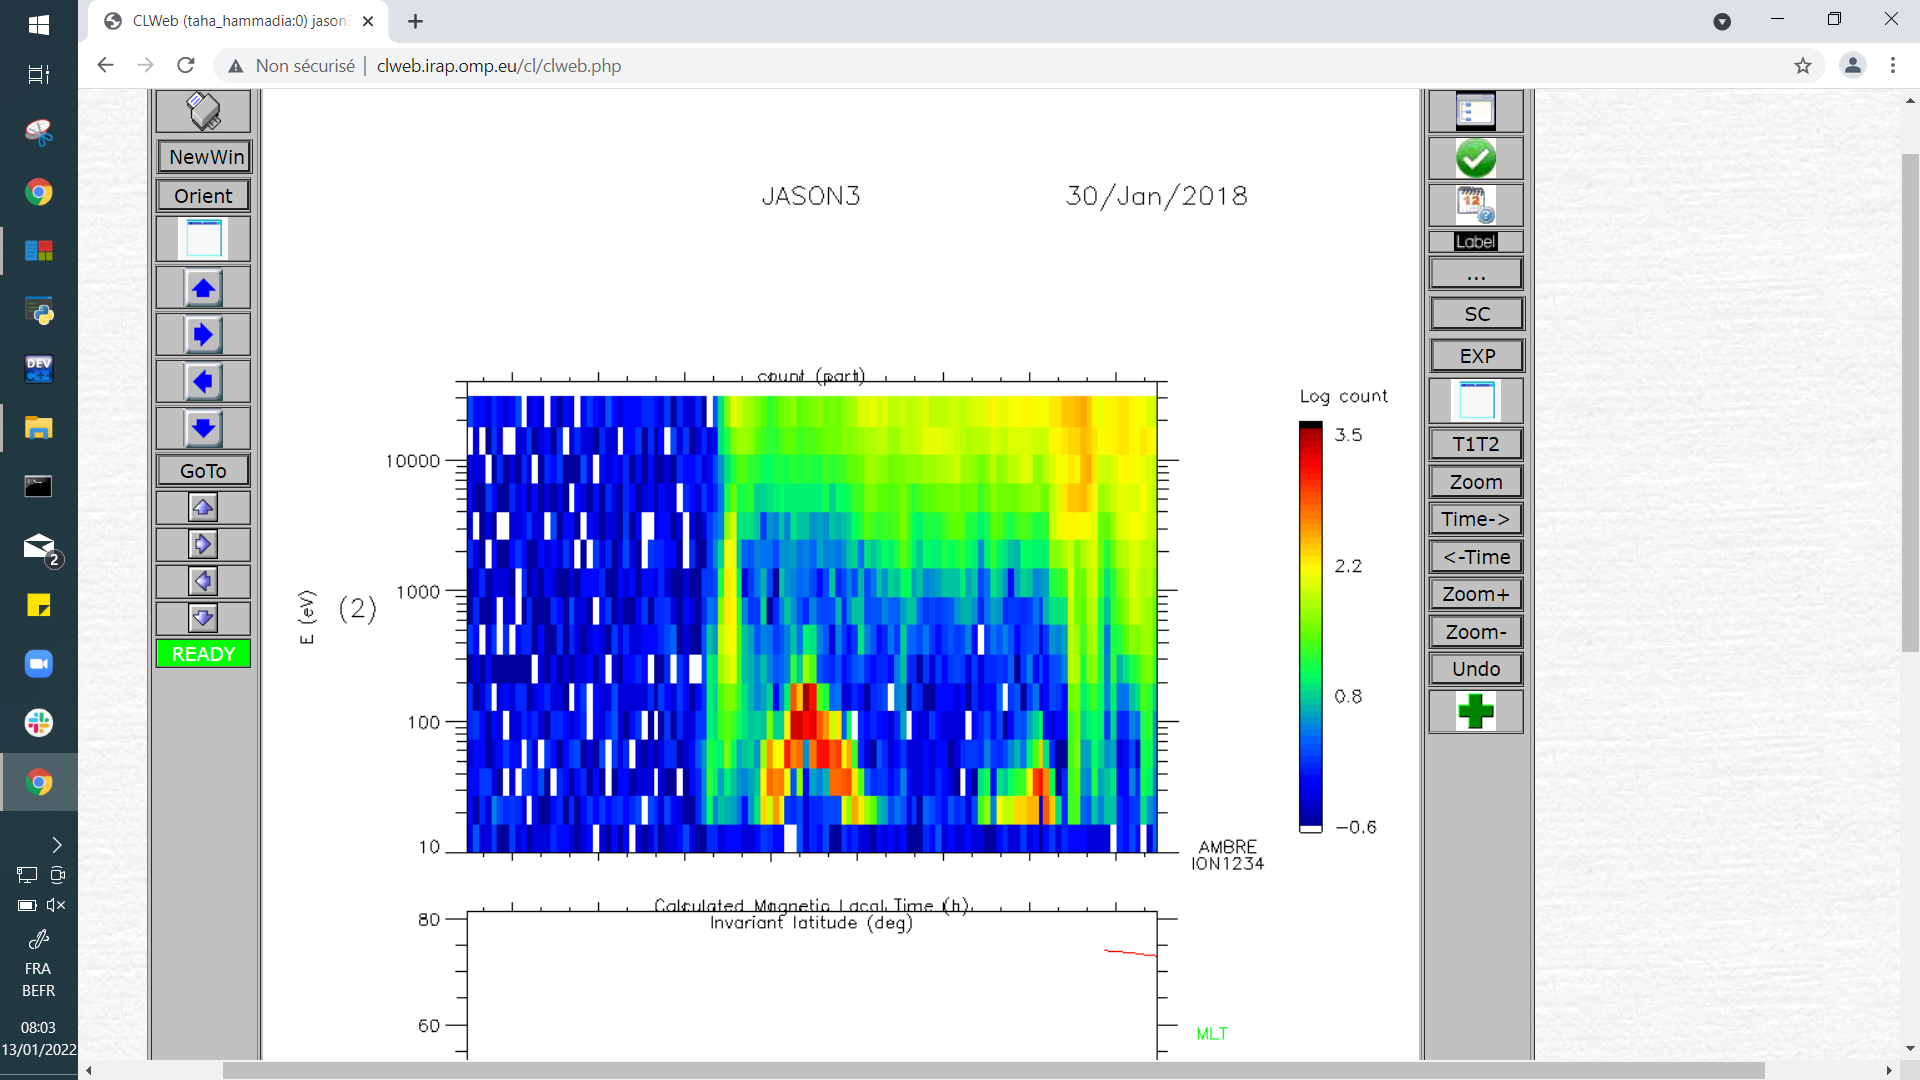 CLWeb (taha_hammadia:0) jason3
Non sécurisé
clweb.irap.omp.eu/cl/clweb.php
NewWin
Orient
GoTo
READY
JASON3
30/Jan/2018
count (part)
10000
1000
100
10
E (eV)
(2)
Log count
3.5
2.2
0.8
−0.6
AMBRE
ION1234
Calculated Magnetic Local Time (h)
Invariant latitude (deg)
80
60
MLT
12
Label
...
SC
EXP
T1T2
Zoom
Time->
<-Time
Zoom+
Zoom-
Undo
DEV
2
FRA
BEFR
08:03
13/01/2022